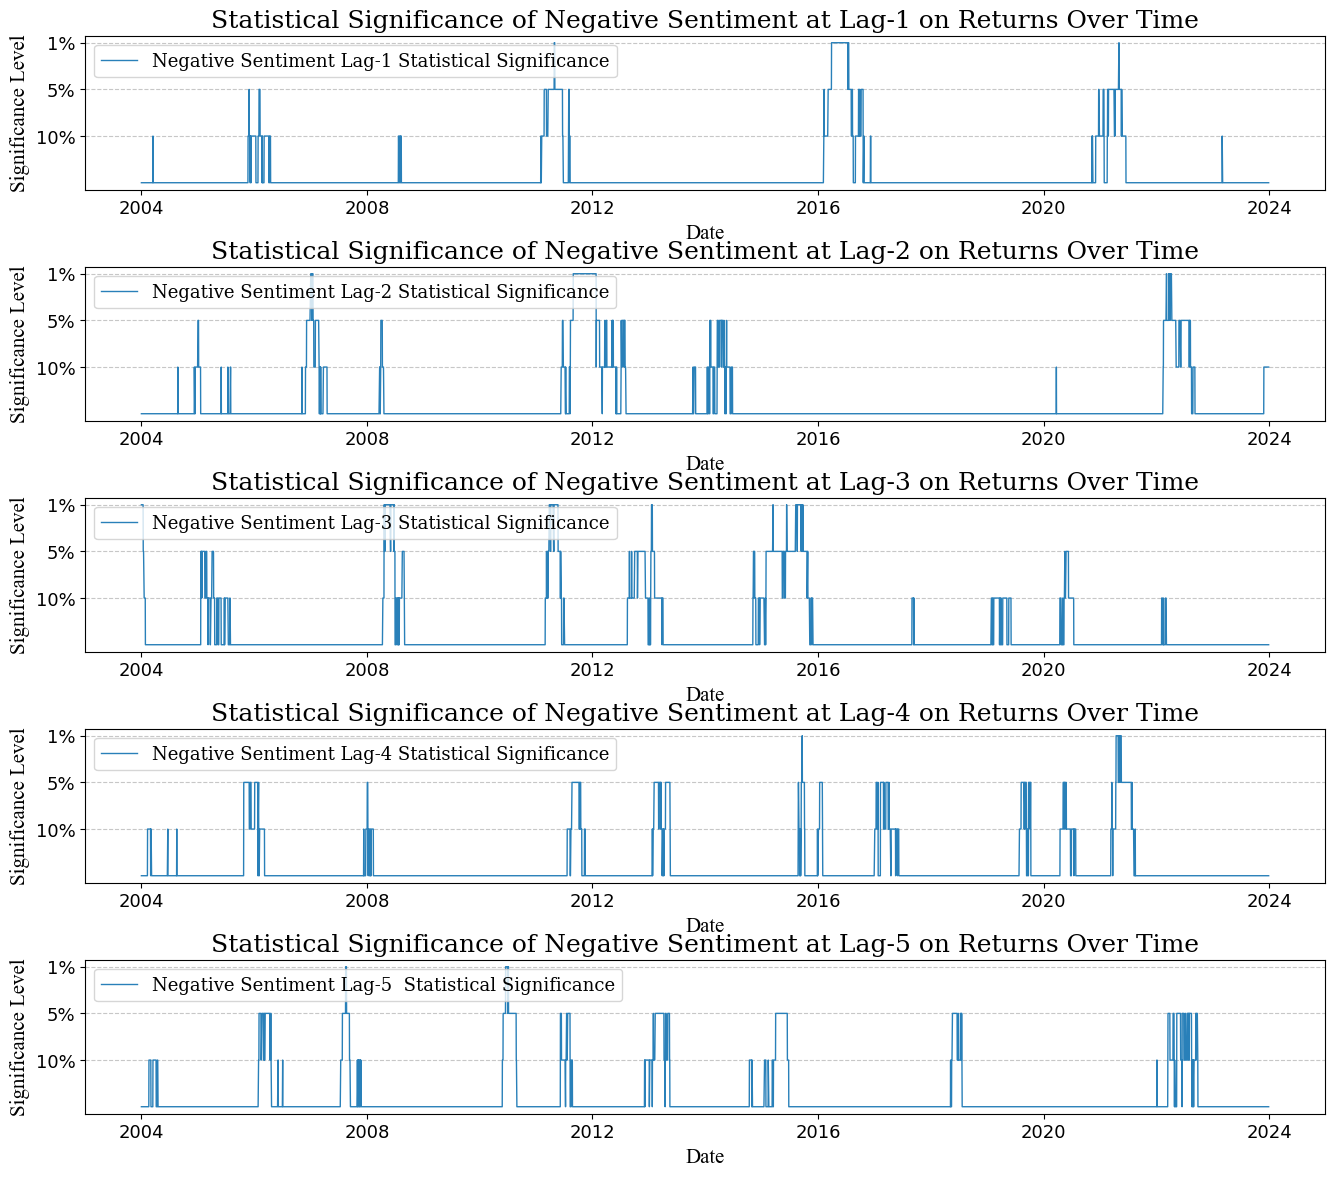 Statistical Significance of Negative Sentiment at Lag-1 on Returns Over Time
Significance Level
1%
5%
10%
Negative Sentiment Lag-1 Statistical Significance
2004 2008 2012 2016 2020 2024
Date
Statistical Significance of Negative Sentiment at Lag-2 on Returns Over Time
Significance Level
1%
5%
10%
Negative Sentiment Lag-2 Statistical Significance
2004 2008 2012 2016 2020 2024
Date
Statistical Significance of Negative Sentiment at Lag-3 on Returns Over Time
Significance Level
1%
5%
10%
Negative Sentiment Lag-3 Statistical Significance
2004 2008 2012 2016 2020 2024
Date
Statistical Significance of Negative Sentiment at Lag-4 on Returns Over Time
Significance Level
1%
5%
10%
Negative Sentiment Lag-4 Statistical Significance
2004 2008 2012 2016 2020 2024
Date
Statistical Significance of Negative Sentiment at Lag-5 on Returns Over Time
Significance Level
1%
5%
10%
Negative Sentiment Lag-5  Statistical Significance
2004 2008 2012 2016 2020 2024
Date